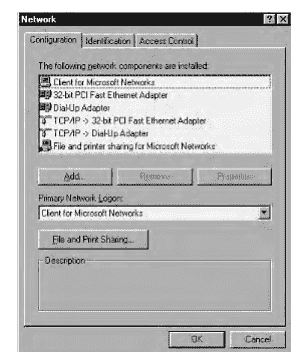 Network
Configuration Identification Access Control
The following network components are installed:
Client for Microsoft Networks
32-bit PCI Fast Ethernet Adapter
Dial-Up Adapter
TCP/IP -> 32-bit PCI Fast Ethernet Adapter
TCP/IP -> Dial-Up Adapter
File and printer sharing for Microsoft Networks
Add... Remove Properties
Primary Network Logon:
Client for Microsoft Networks
File and Print Sharing...
Description
OK Cancel